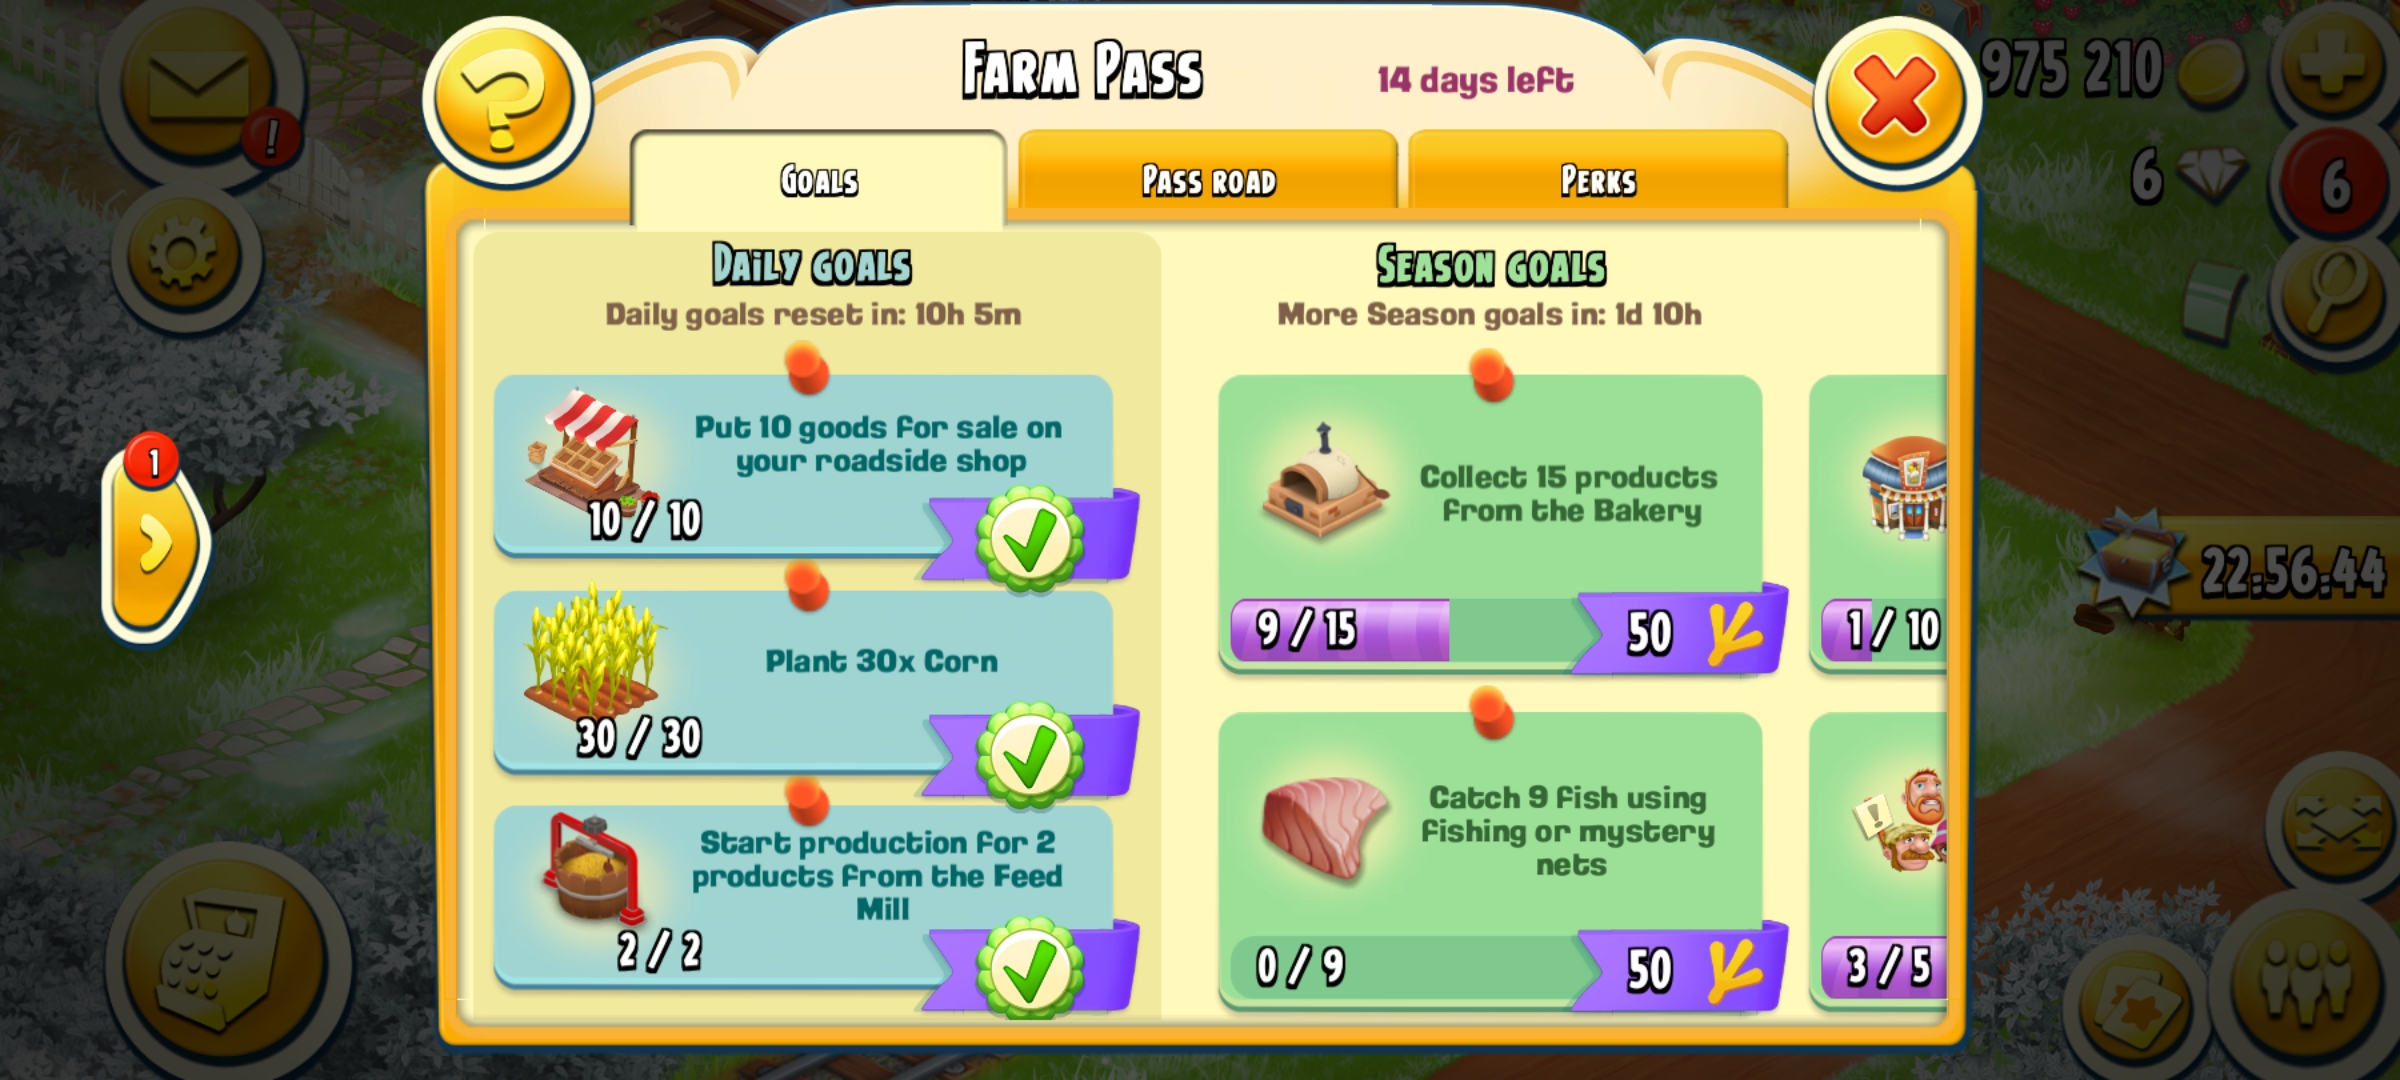 FARM PASS
14 days left
975 210
6
6
!
GOALS
PASS ROAD
PERKS
DAILY GOALS
Daily goals reset in: 10h 5m
SEASON GOALS
More Season goals in: 1d 10h
Put 10 goods for sale on
your roadside shop
10 / 10
Plant 30x Corn
30 / 30
Start production for 2
products from the Feed
Mill
2 / 2
Collect 15 products
from the Bakery
9 / 15
50
1 / 10
Catch 9 fish using
fishing or mystery
nets
0 / 9
50
!
3 / 5
1
22:56:44